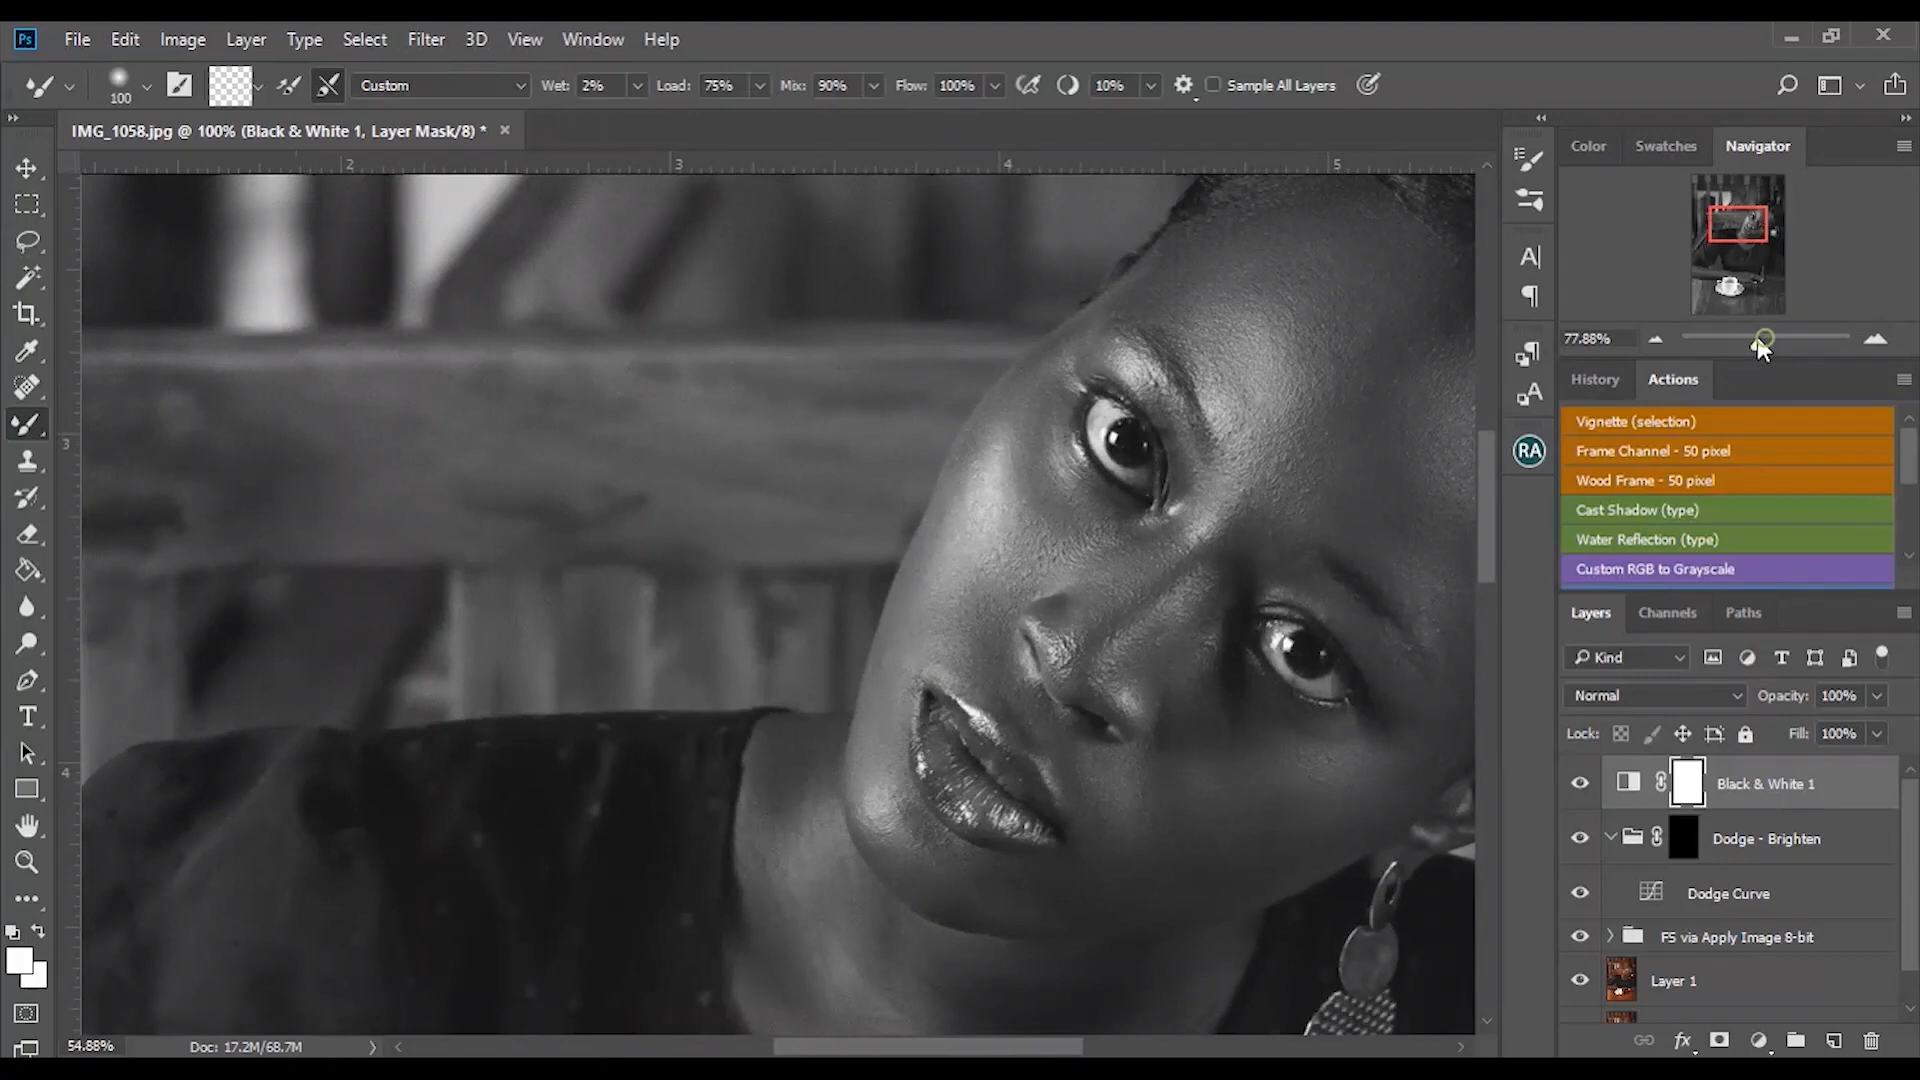 Ps File Edit Image Layer Type Select Filter 3D View Window Help
100 Custom Wet: 2% Load: 75% Mix: 90% Flow: 100% 10% Sample All Layers
IMG_1058.jpg @ 100% (Black & White 1, Layer Mask/8) * ×
2 3 4 5
3
4
Color Swatches Navigator
77.88%
History Actions
Vignette (selection)
Frame Channel - 50 pixel
Wood Frame - 50 pixel
Cast Shadow (type)
Water Reflection (type)
Custom RGB to Grayscale
RA
Layers Channels Paths
Kind
Normal Opacity: 100%
Lock: Fill: 100%
Black & White 1
Dodge - Brighten
Dodge Curve
FS via Apply Image 8-bit
Layer 1
fx
54.88% Doc: 17.2M/68.7M